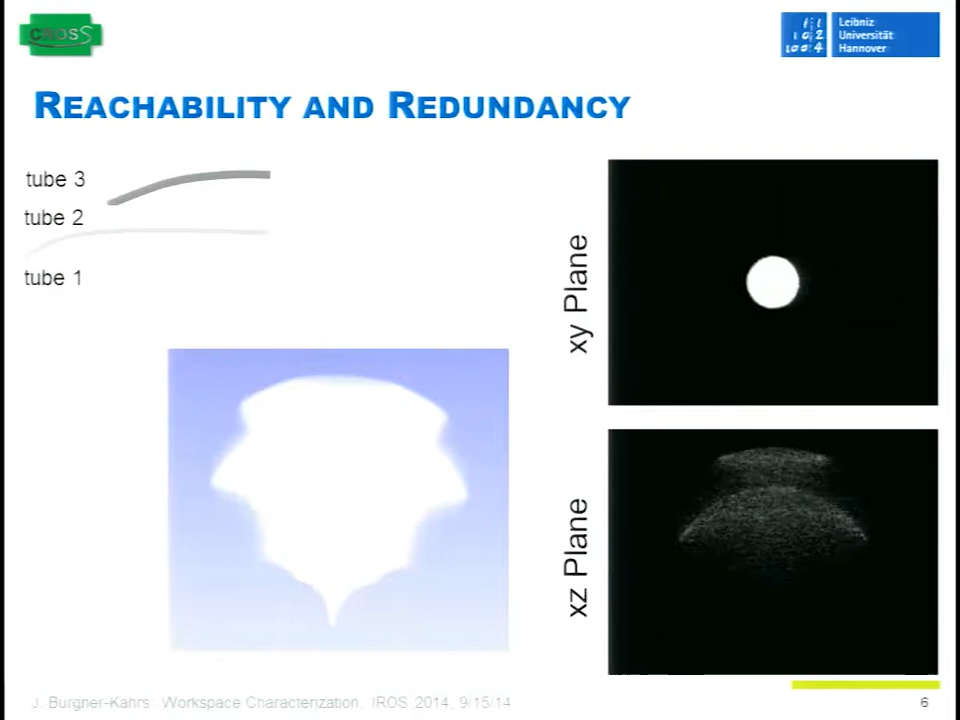 CROSS
Leibniz
Universität
Hannover
REACHABILITY AND REDUNDANCY
tube 3
tube 2
tube 1
xy Plane
xz Plane
J. Burgner-Kahrs: Workspace Characterization, IROS 2014, 9/15/14
6